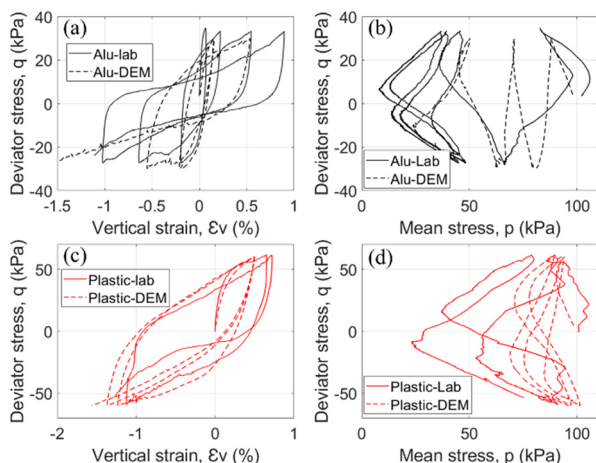 (a)
Deviator stress, q (kPa)
40
20
0
-20
-40
Alu-lab
Alu-DEM
-1.5 -1 -0.5 0 0.5 1
Vertical strain, Ɛv (%)
(b)
Deviator stress, q (kPa)
40
20
0
-20
-40
Alu-Lab
Alu-DEM
0 50 100
Mean stress, p (kPa)
(c)
Deviator stress, q (kPa)
50
0
-50
Plastic-lab
Plastic-DEM
-2 -1 0 1
Vertical strain, Ɛv (%)
(d)
Deviator stress, q (kPa)
50
0
-50
Plastic-Lab
Plastic-DEM
0 50 100
Mean stress, p (kPa)